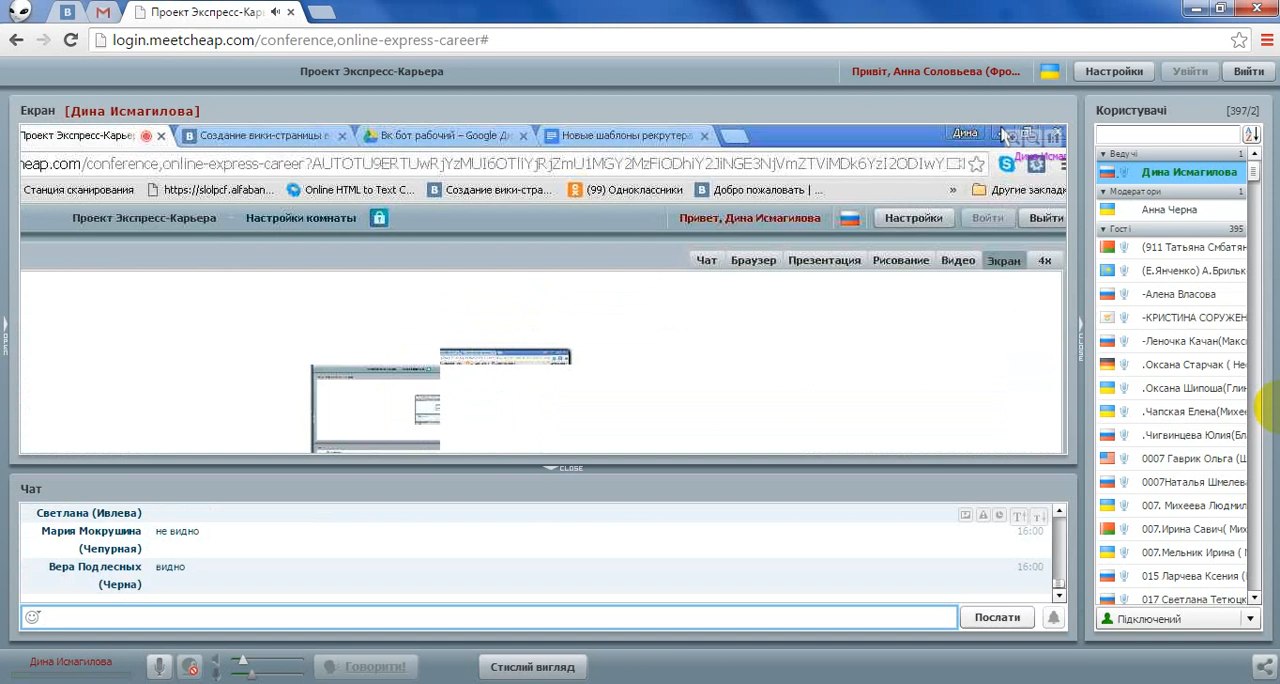 Проект Экспресс-Кар
login.meetcheap.com/conference,online-express-career#
Проект Экспресс-Карьера
Привіт, Анна Соловьева (Фро...
Настройки
Увійти
Вийти
Екран [Дина Исмагилова]
Проект Экспресс-Карье
Создание вики-страницы в
Вк бот рабочий – Google Д
Новые шаблоны рекрутера
Дина
Станция сканирования
https://slolpcf.alfaban...
Online HTML to Text C...
Создание вики-стра...
(99) Одноклассники
Добро пожаловать |...
»
Другие заклад
Проект Экспресс-Карьера
Настройки комнаты
Привет, Дина Исмагилова
Настройки
Войти
Выйти
Чат
Браузер
Презентация
Рисование
Видео
Экран
4x
CLOSE
Чат
Светлана (Ивлева)
Мария Мокрушина не видно 16:00
(Чепурная)
Вера Подлесных видно 16:00
(Черна)
Послати
Дина Исмагилова
Говорити!
Стислий вигляд
Користувачі [397/2]
Ведучі 1
Дина Исмагилова
Модератори 1
Анна Черна
Гості 395
(911 Татьяна Смбатян
(Е.Янченко) А.Брильк
-Алена Власова
-КРИСТИНА СОРУЖЕН
-Леночка Качан(Макс
.Оксана Старчак ( Не
.Оксана Шипоша(Глин
.Чапская Елена(Михее
.Чигвинцева Юлия(Бл
0007 Гаврик Ольга (Ш
0007Наталья Шмелева
007. Михеева Людмил
007.Ирина Савич( Мих
007.Мельник Ирина (
015 Ларчева Ксения (
017 Светлана Тетюцк
Підключений